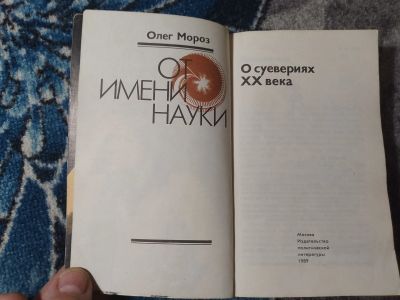 Олег Мороз
ОТ
ИМЕНИ
НАУКИ
О суевериях
XX века
Москва
Издательство
политической
литературы
1989